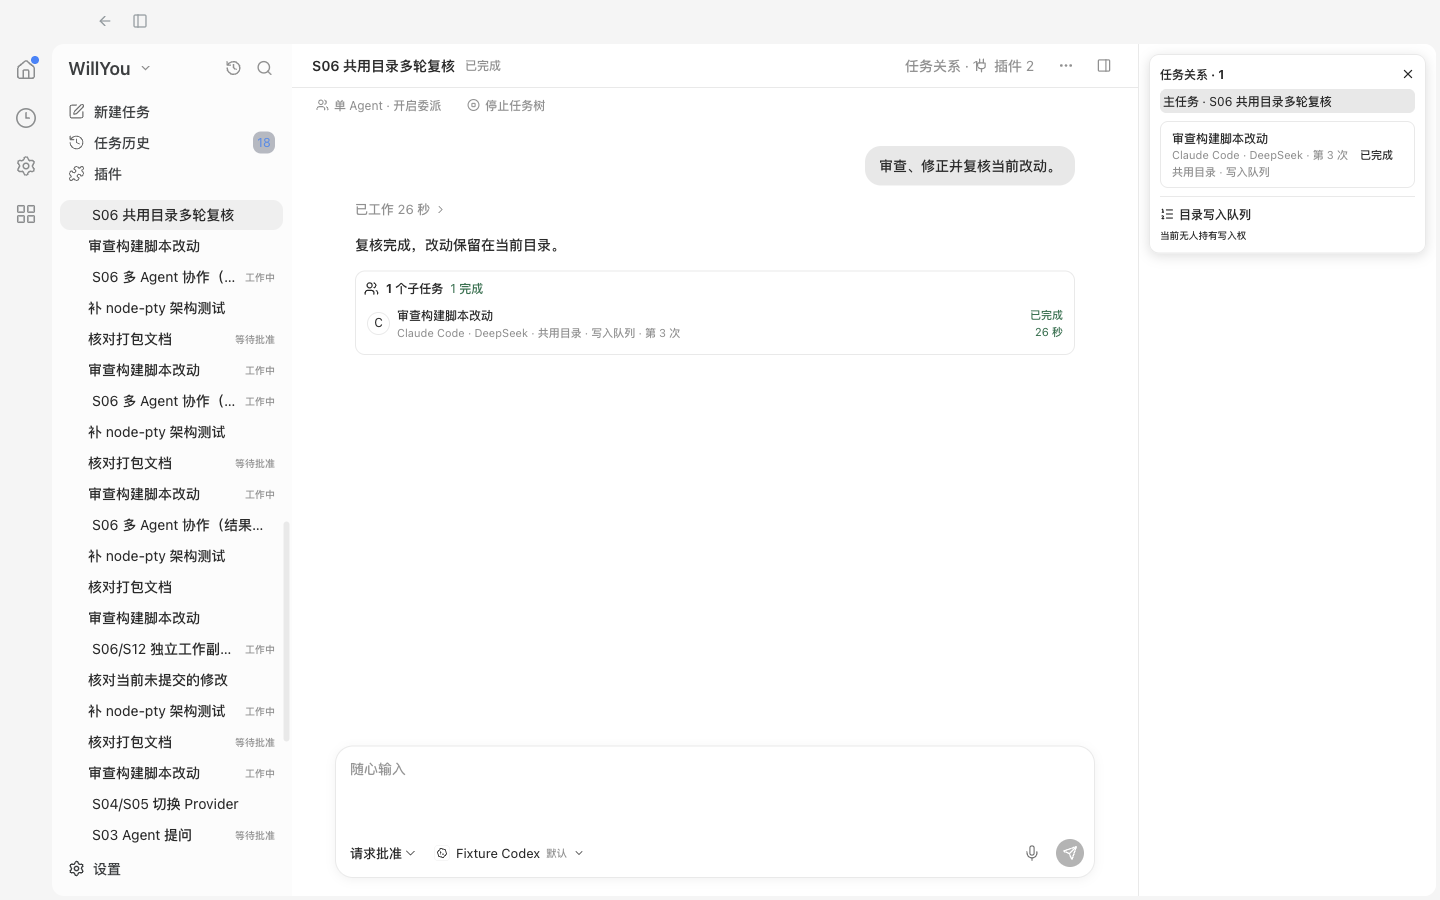 WillYou
新建任务
任务历史 18
插件
S06 共用目录多轮复核
审查构建脚本改动
S06 多 Agent 协作（... 工作中
补 node-pty 架构测试
核对打包文档 等待批准
审查构建脚本改动 工作中
S06 多 Agent 协作（... 工作中
补 node-pty 架构测试
核对打包文档 等待批准
审查构建脚本改动 工作中
S06 多 Agent 协作（结果...
补 node-pty 架构测试
核对打包文档
审查构建脚本改动
S06/S12 独立工作副... 工作中
核对当前未提交的修改
补 node-pty 架构测试 工作中
核对打包文档 等待批准
审查构建脚本改动 工作中
S04/S05 切换 Provider
S03 Agent 提问 等待批准
设置
S06 共用目录多轮复核 已完成
任务关系 · 插件 2
单 Agent · 开启委派 停止任务树
审查、修正并复核当前改动。
已工作 26 秒
复核完成，改动保留在当前目录。
1 个子任务 1 完成
C
审查构建脚本改动 已完成
Claude Code · DeepSeek · 共用目录 · 写入队列 · 第 3 次 26 秒
随心输入
请求批准 Fixture Codex 默认
任务关系 · 1
主任务 · S06 共用目录多轮复核
审查构建脚本改动
Claude Code · DeepSeek · 第 3 次 已完成
共用目录 · 写入队列
目录写入队列
当前无人持有写入权